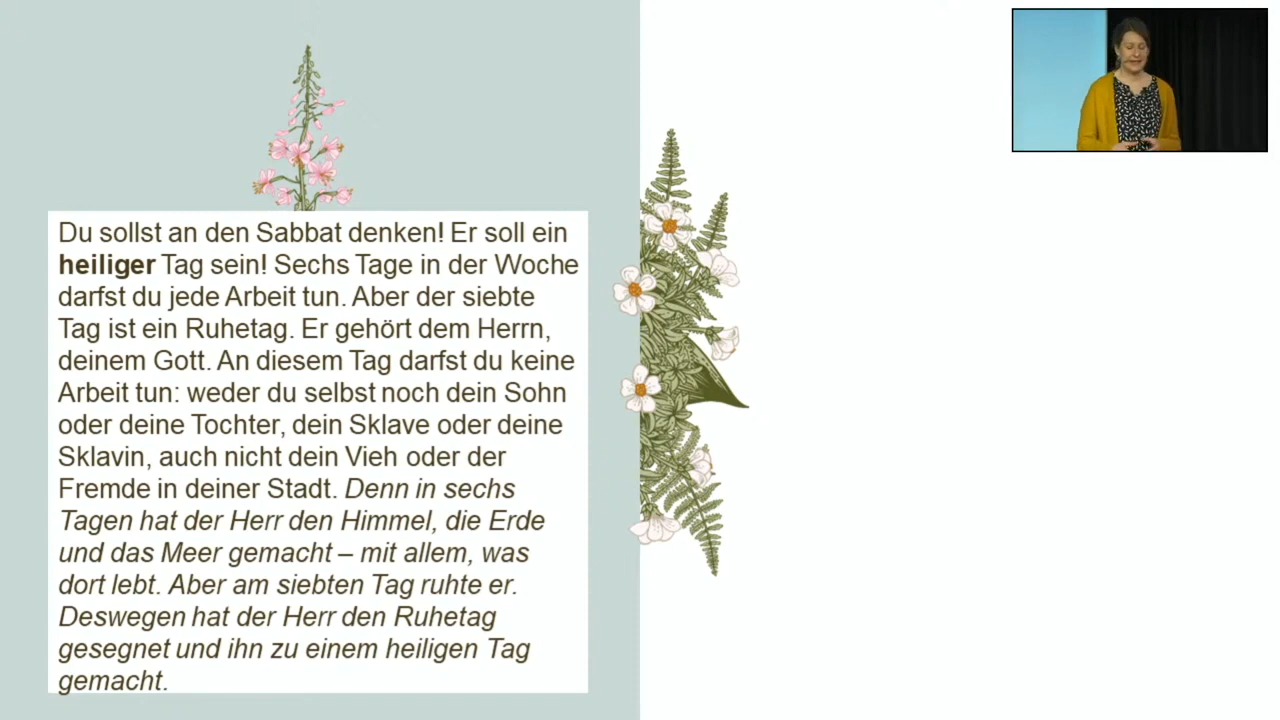 Du sollst an den Sabbat denken! Er soll ein
heiliger Tag sein! Sechs Tage in der Woche
darfst du jede Arbeit tun. Aber der siebte
Tag ist ein Ruhetag. Er gehört dem Herrn,
deinem Gott. An diesem Tag darfst du keine
Arbeit tun: weder du selbst noch dein Sohn
oder deine Tochter, dein Sklave oder deine
Sklavin, auch nicht dein Vieh oder der
Fremde in deiner Stadt. Denn in sechs
Tagen hat der Herr den Himmel, die Erde
und das Meer gemacht – mit allem, was
dort lebt. Aber am siebten Tag ruhte er.
Deswegen hat der Herr den Ruhetag
gesegnet und ihn zu einem heiligen Tag
gemacht.